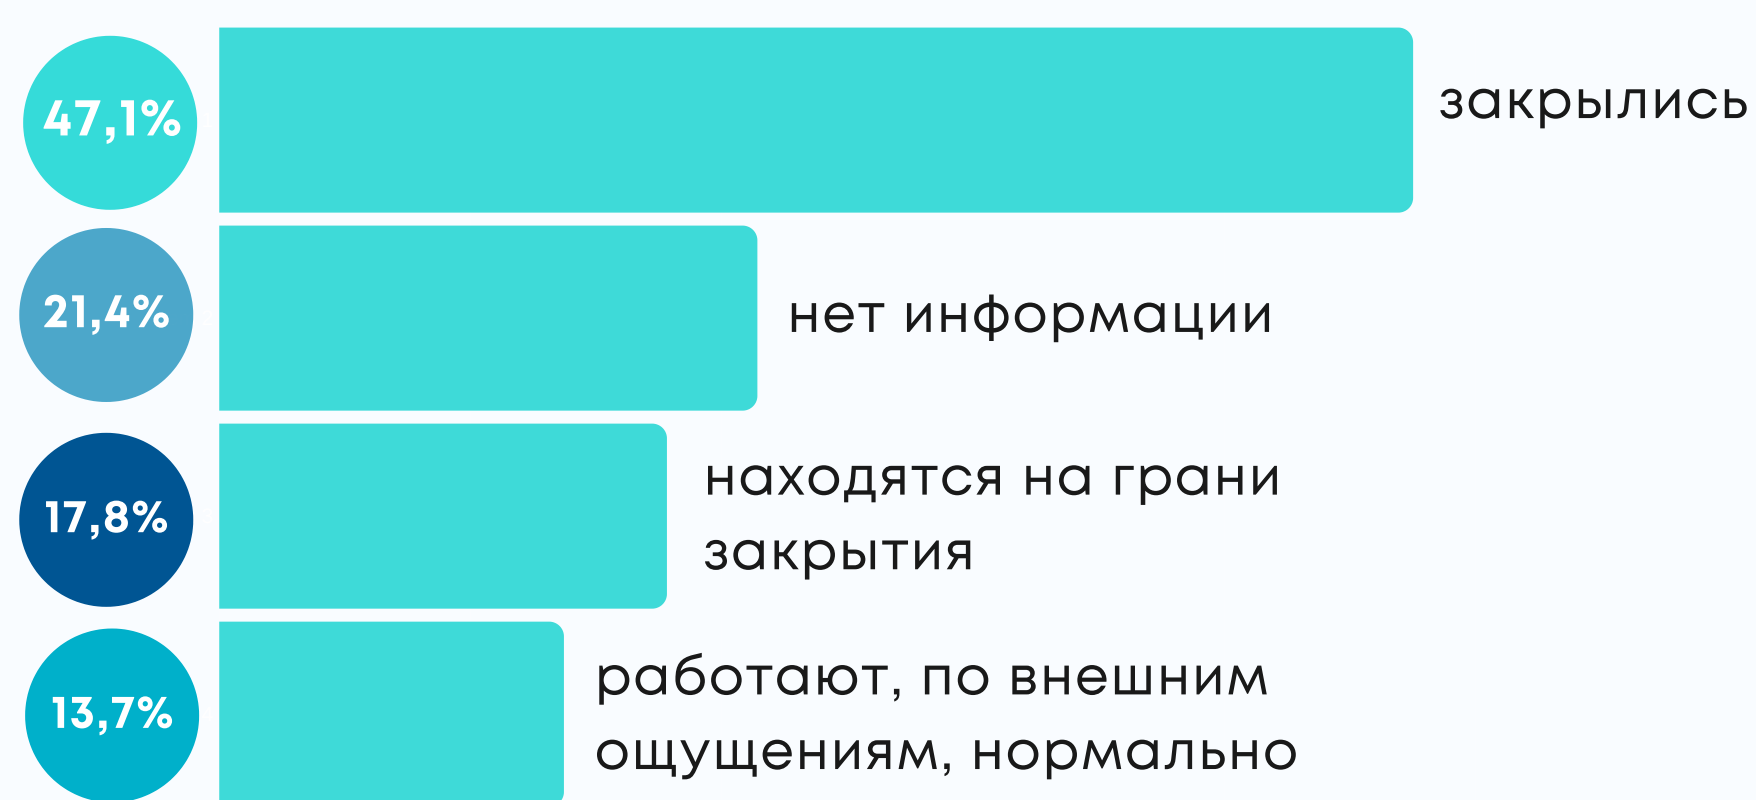 47,1%
закрылись
21,4%
нет информации
17,8%
находятся на грани
закрытия
13,7%
работают, по внешним
ощущениям, нормально